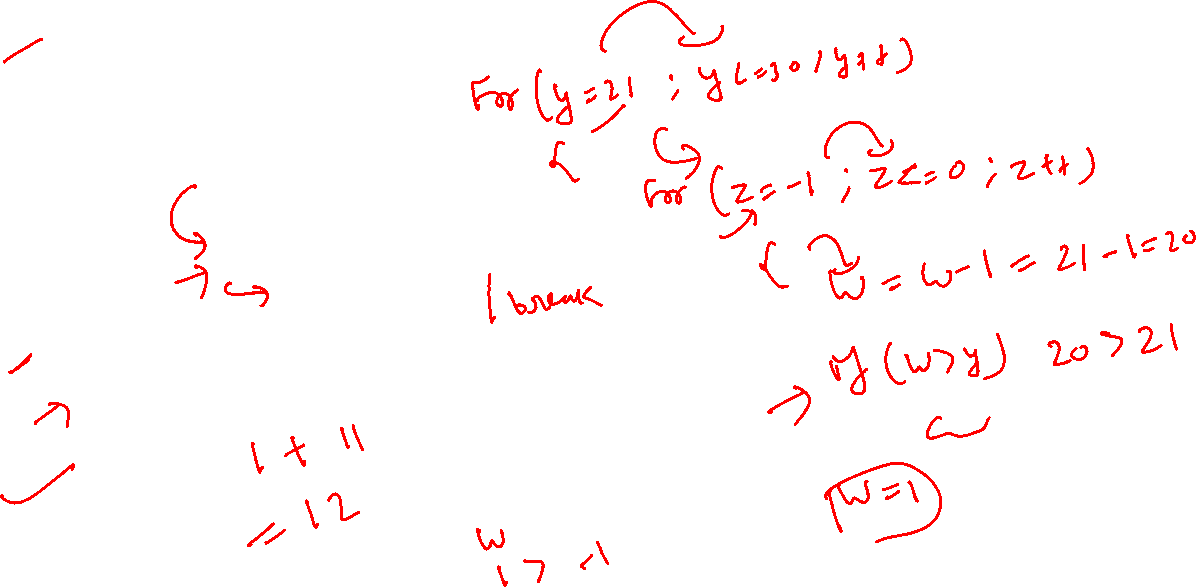 For (y=21 ; y<=30 ; y++)
{
For (z=-1 ; z<=0 ; z++)
{ w = w-1 = 21-1=20
| break
if (w>y) 20>21
1 + 11
= 12
w=1
w
1 > -1